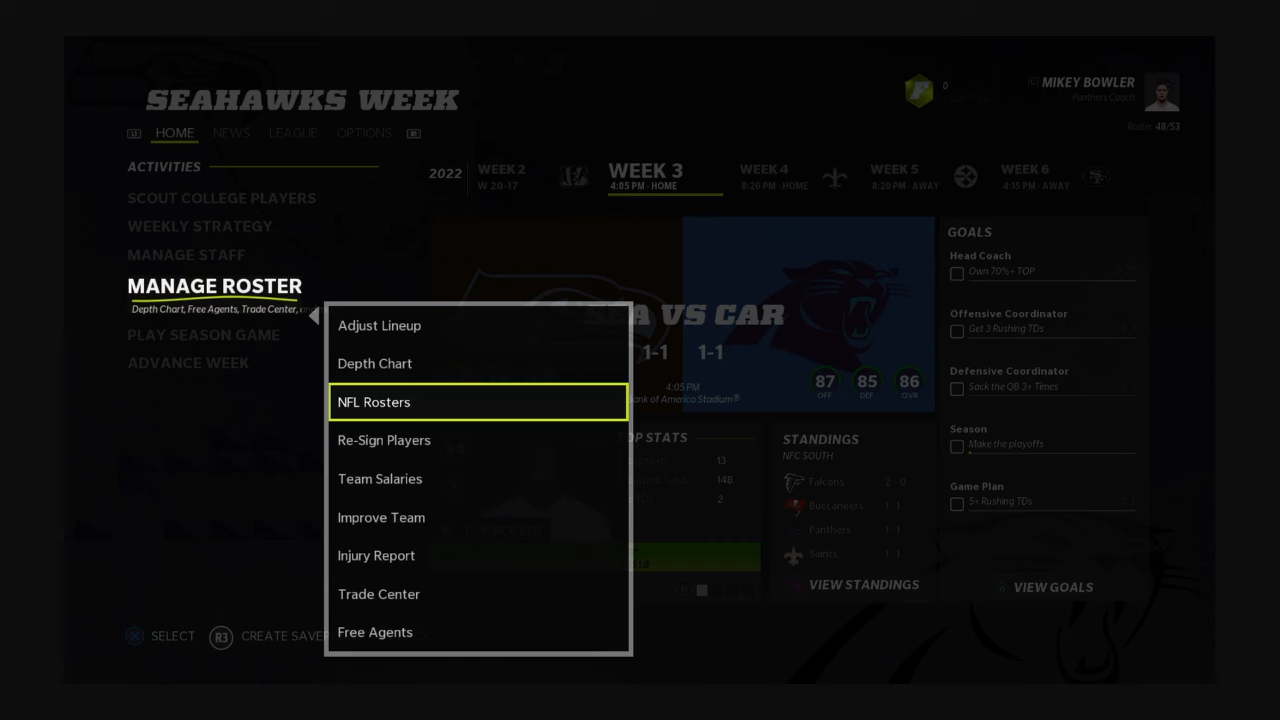 SEAHAWKS WEEK
0
MIKEY BOWLER
Panthers Coach
Roster 48/53
HOME NEWS LEAGUE OPTIONS R1
ACTIVITIES
SCOUT COLLEGE PLAYERS
WEEKLY STRATEGY
MANAGE STAFF
MANAGE ROSTER
Depth Chart, Free Agents, Trade Center,
PLAY SEASON GAME
ADVANCE WEEK
2022
WEEK 2
W 20-17
WEEK 3
4:05 PM - HOME
WEEK 4
8:20 PM - HOME
WEEK 5
8:20 PM - AWAY
WEEK 6
4:15 PM - AWAY
Adjust Lineup
Depth Chart
NFL Rosters
Re-Sign Players
Team Salaries
Improve Team
Injury Report
Trade Center
Free Agents
SEA VS CAR
1-1 1-1
4:05 PM
Bank of America Stadium®
87 85 86
OFF DEF OVR
TOP STATS
13
148
2
STANDINGS
NFC SOUTH
Falcons 2 - 0
Buccaneers 1-1
Panthers 1-1
Saints 1-1
VIEW STANDINGS
GOALS
Head Coach
Own 70%+ TOP
Offensive Coordinator
Get 3 Rushing TDs
Defensive Coordinator
Sack the QB 3+ Times
Season
Make the playoffs
Game Plan
5+ Rushing TDs
VIEW GOALS
SELECT R3 CREATE SAVE